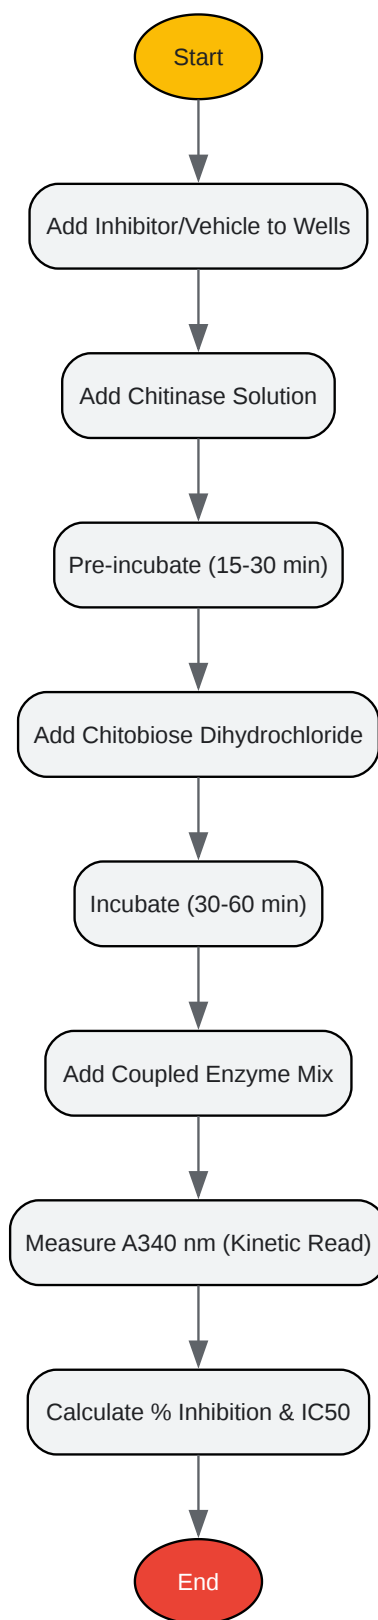 Start
Add Inhibitor/Vehicle to Wells
Add Chitinase Solution
Pre-incubate (15-30 min)
Add Chitobiose Dihydrochloride
Incubate (30-60 min)
Add Coupled Enzyme Mix
Measure A340 nm (Kinetic Read)
Calculate % Inhibition & IC50
End